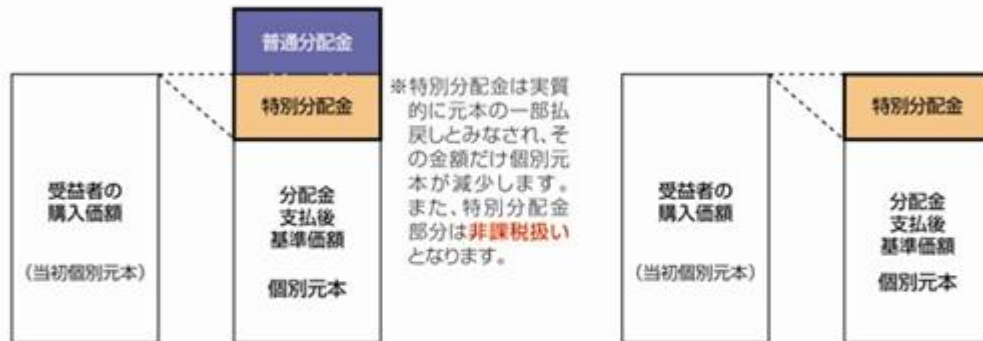 普通分配金
特別分配金
受益者の
購入価額
(当初個別元本)
分配金
支払後
基準価額
個別元本
※特別分配金は実質
的に元本の一部払
戻しとみなされ、そ
の金額だけ個別元
本が減少します。
また、特別分配金
部分は非課税扱い
となります。
特別分配金
受益者の
購入価額
(当初個別元本)
分配金
支払後
基準価額
個別元本